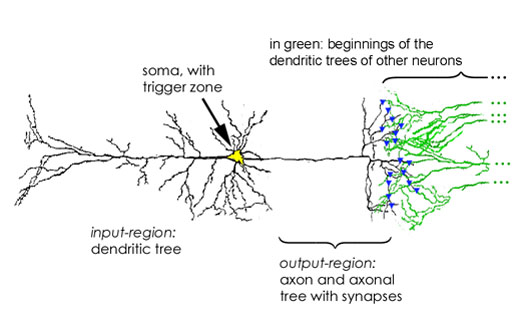 in green: beginnings of the
dendritic trees of other neurons
soma, with
trigger zone
input-region:
dendritic tree
output-region:
axon and axonal
tree with synapses